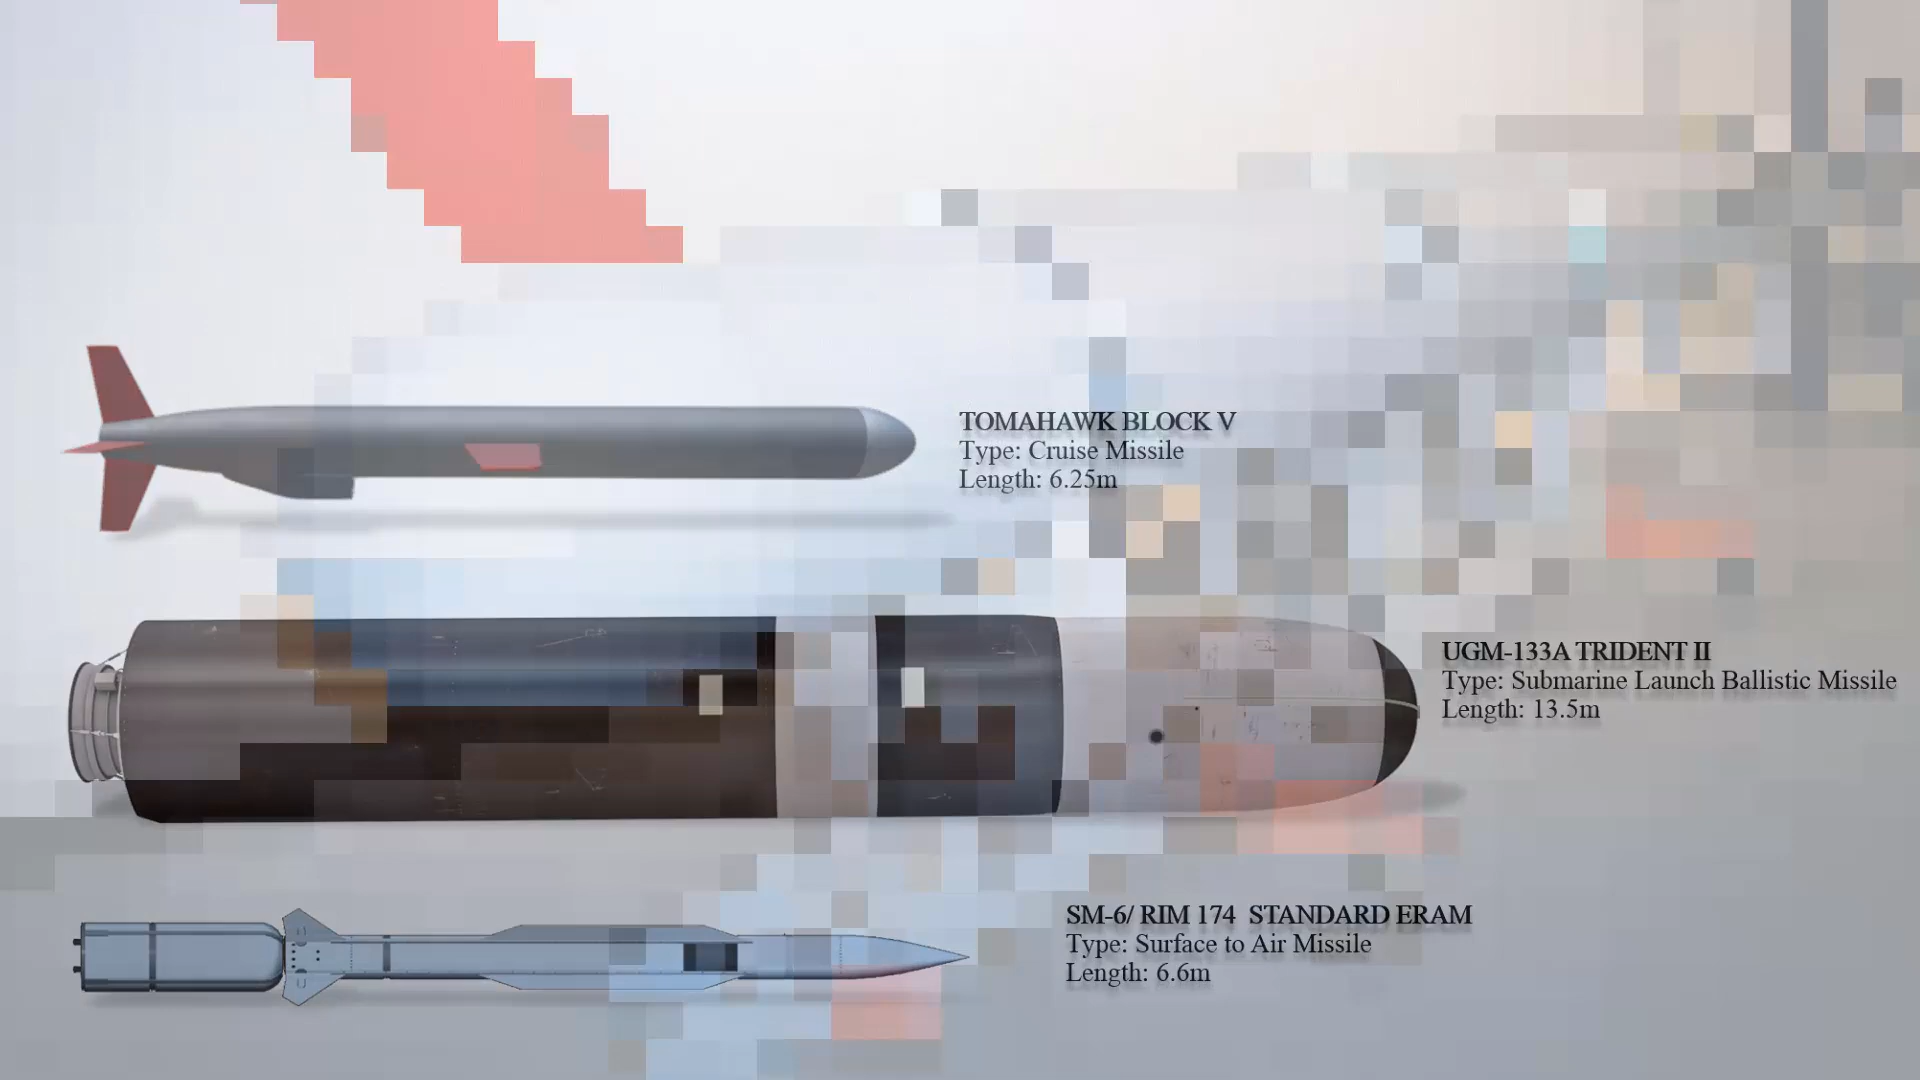 TOMAHAWK BLOCK V
Type: Cruise Missile
Length: 6.25m
UGM-133A TRIDENT II
Type: Submarine Launch Ballistic Missile
Length: 13.5m
SM-6/ RIM 174  STANDARD ERAM
Type: Surface to Air Missile
Length: 6.6m